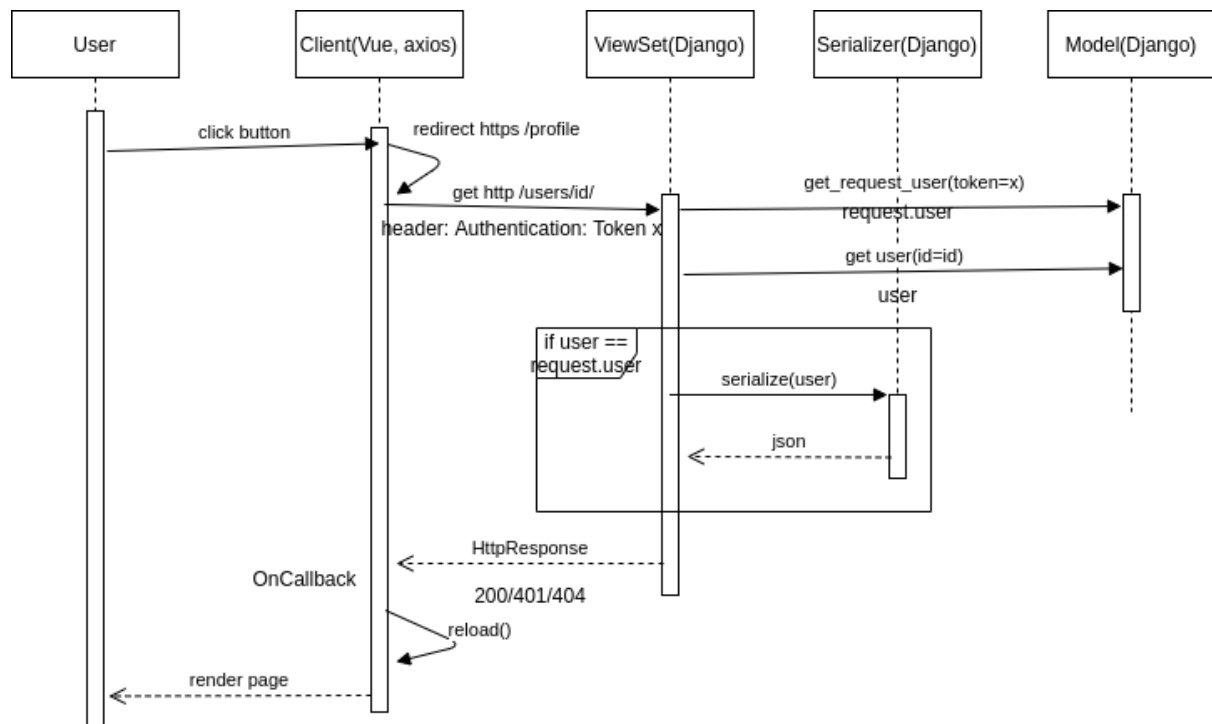 User
Client(Vue, axios)
ViewSet(Django)
Serializer(Django)
Model(Django)
click button
redirect https /profile
get http /users/id/
header: Authentication: Token x
get_request_user(token=x)
request.user
get user(id=id)
user
if user ==
request.user
serialize(user)
json
HttpResponse
OnCallback
200/401/404
reload()
render page